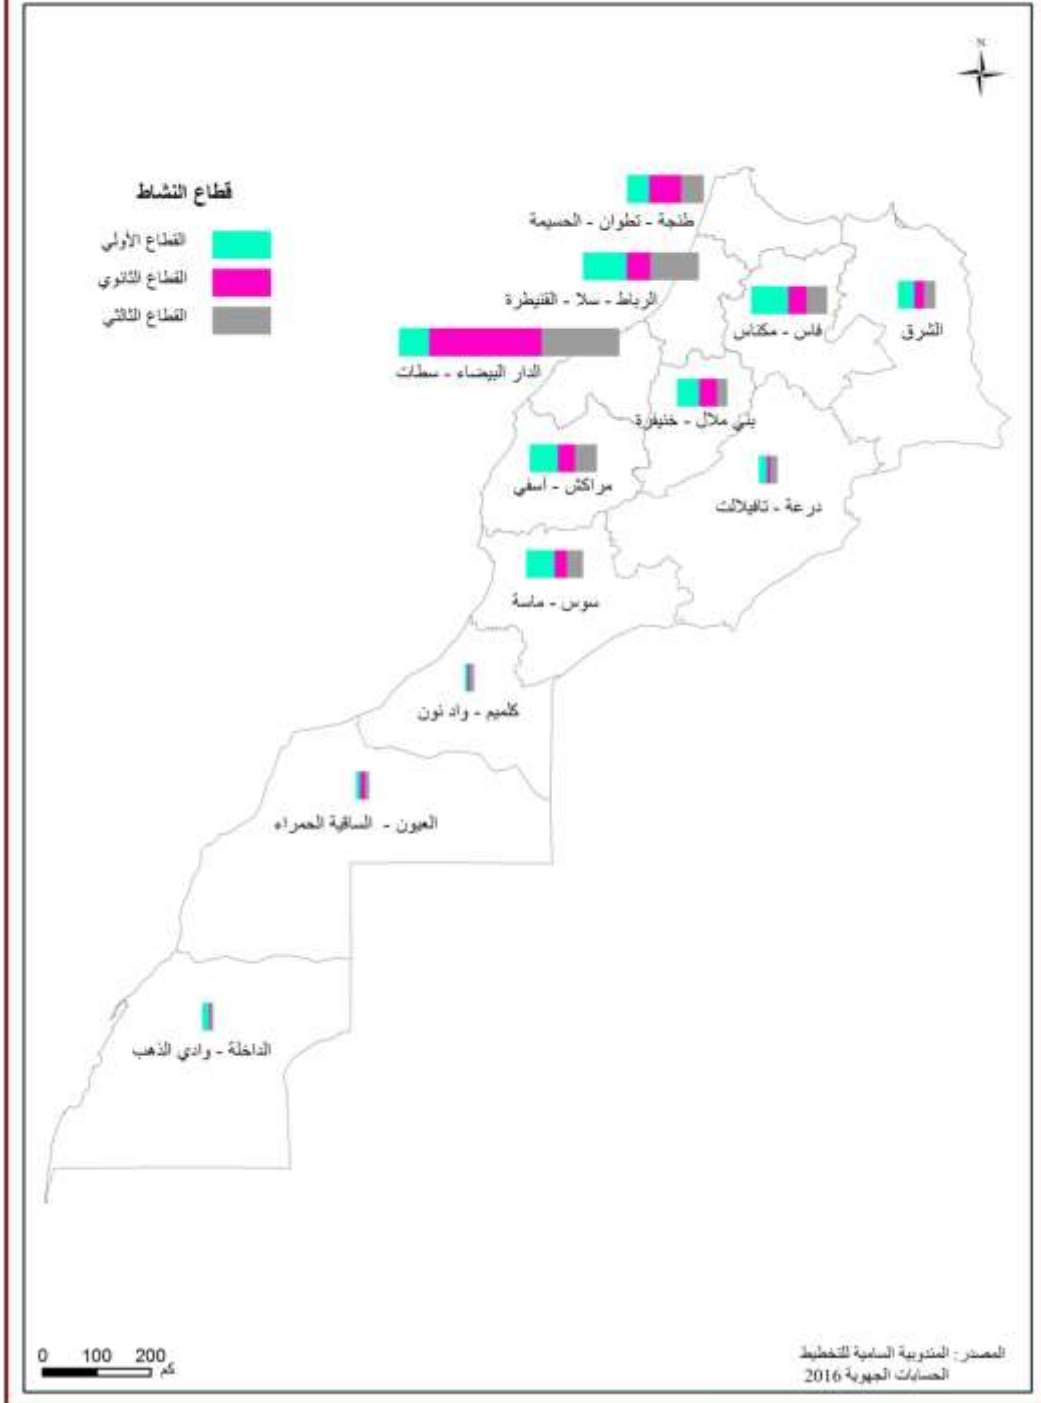 N
قطاع النشاط
القطاع الأولي
القطاع الثانوي
القطاع الثالثي
طنجة - تطوان - الحسيمة
الرباط - سلا - القنيطرة
فاس - مكناس
الشرق
الدار البيضاء - سطات
بني ملال - خنيفرة
مراكش - أسفي
درعة - تافيلالت
سوس - ماسة
كلميم - واد نون
العيون - الساقية الحمراء
الداخلة - وادي الذهب
0 100 200
كم
المصدر: المندوبية السامية للتخطيط
الحسابات الجهوية 2016